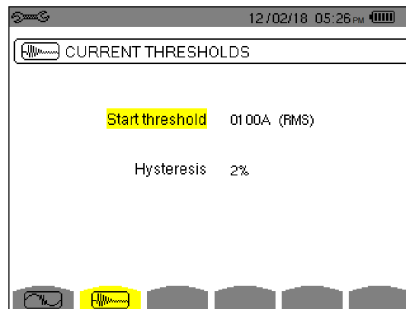 12/02/18 05:26 PM
CURRENT THRESHOLDS
Start threshold 0100A (RMS)
Hysteresis 2%